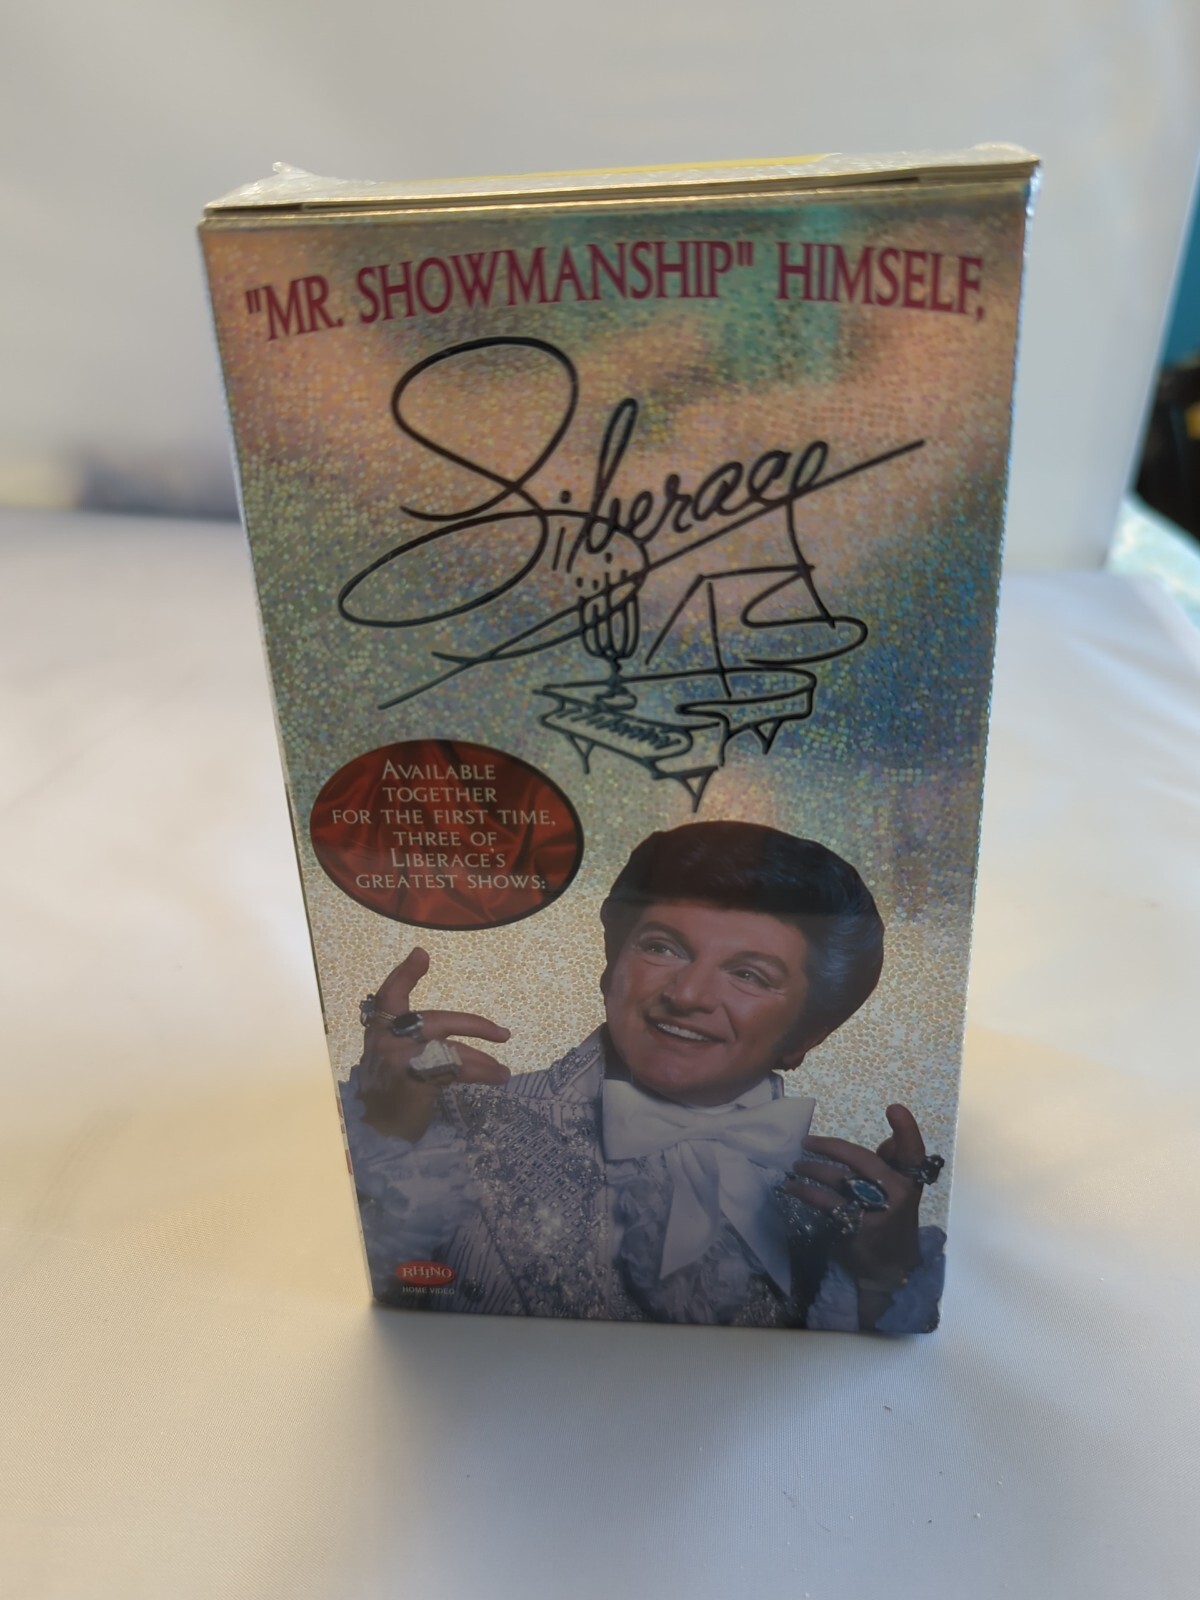 "MR. SHOWMANSHIP" HIMSELF,
Liberace
AVAILABLE
TOGETHER
FOR THE FIRST TIME,
THREE OF
LIBERACE'S
GREATEST SHOWS:
RHINO
HOME VIDEO